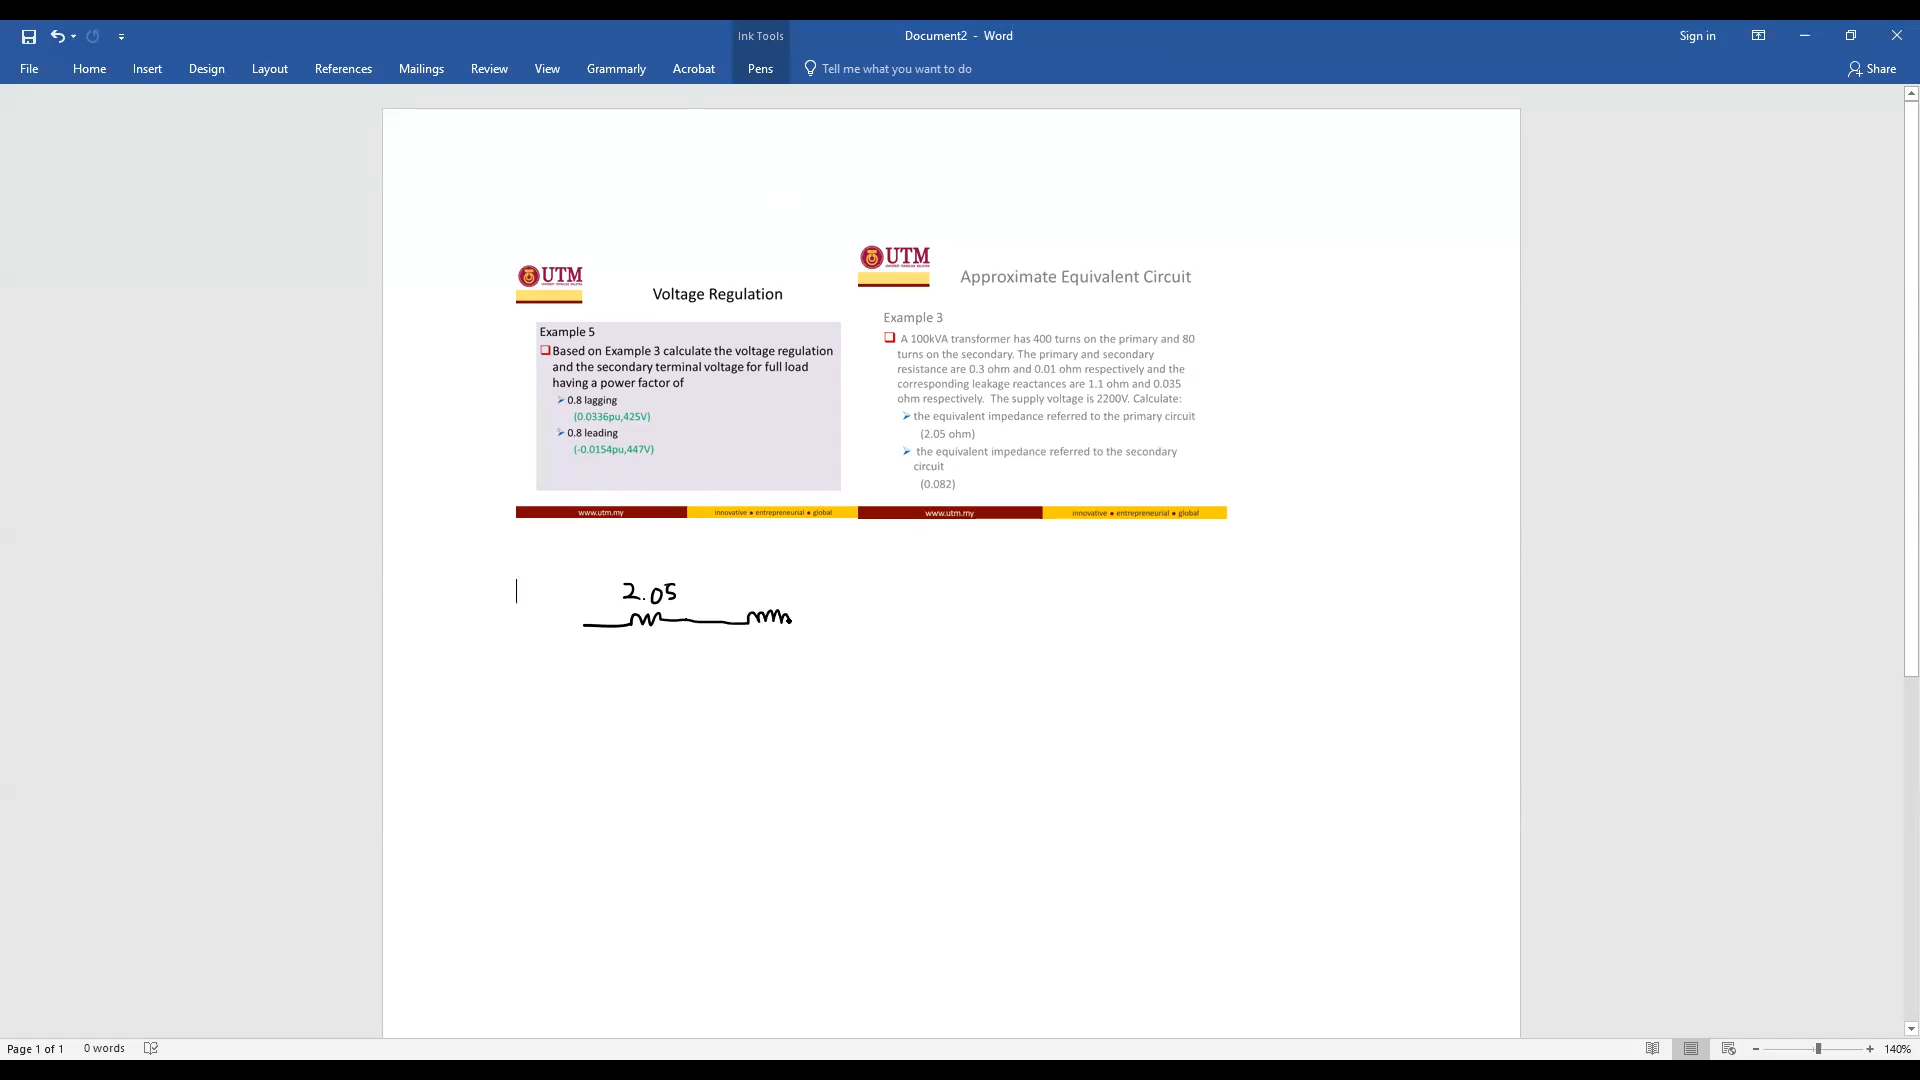 Ink Tools
Document2 - Word
Sign in
File Home Insert Design Layout References Mailings Review View Grammarly Acrobat Pens Tell me what you want to do Share
UTM
Voltage Regulation
Example 5
Based on Example 3 calculate the voltage regulation
and the secondary terminal voltage for full load
having a power factor of
0.8 lagging
(0.0336pu,425V)
0.8 leading
(-0.0154pu,447V)
www.utm.my
innovative ● entrepreneurial ● global
UTM
Approximate Equivalent Circuit
Example 3
A 100kVA transformer has 400 turns on the primary and 80
turns on the secondary. The primary and secondary
resistance are 0.3 ohm and 0.01 ohm respectively and the
corresponding leakage reactances are 1.1 ohm and 0.035
ohm respectively. The supply voltage is 2200V. Calculate:
the equivalent impedance referred to the primary circuit
(2.05 ohm)
the equivalent impedance referred to the secondary
circuit
(0.082)
www.utm.my
innovative ● entrepreneurial ● global
2.05
Page 1 of 1 0 words
140%